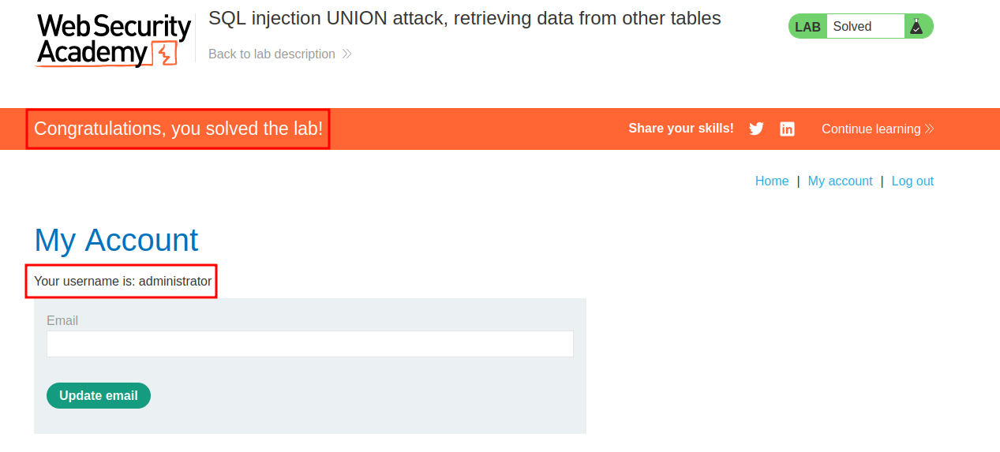 Web Security
Academy
SQL injection UNION attack, retrieving data from other tables
Back to lab description
LAB Solved
Congratulations, you solved the lab!
Share your skills!
Continue learning
Home | My account | Log out
My Account
Your username is: administrator
Email
Update email